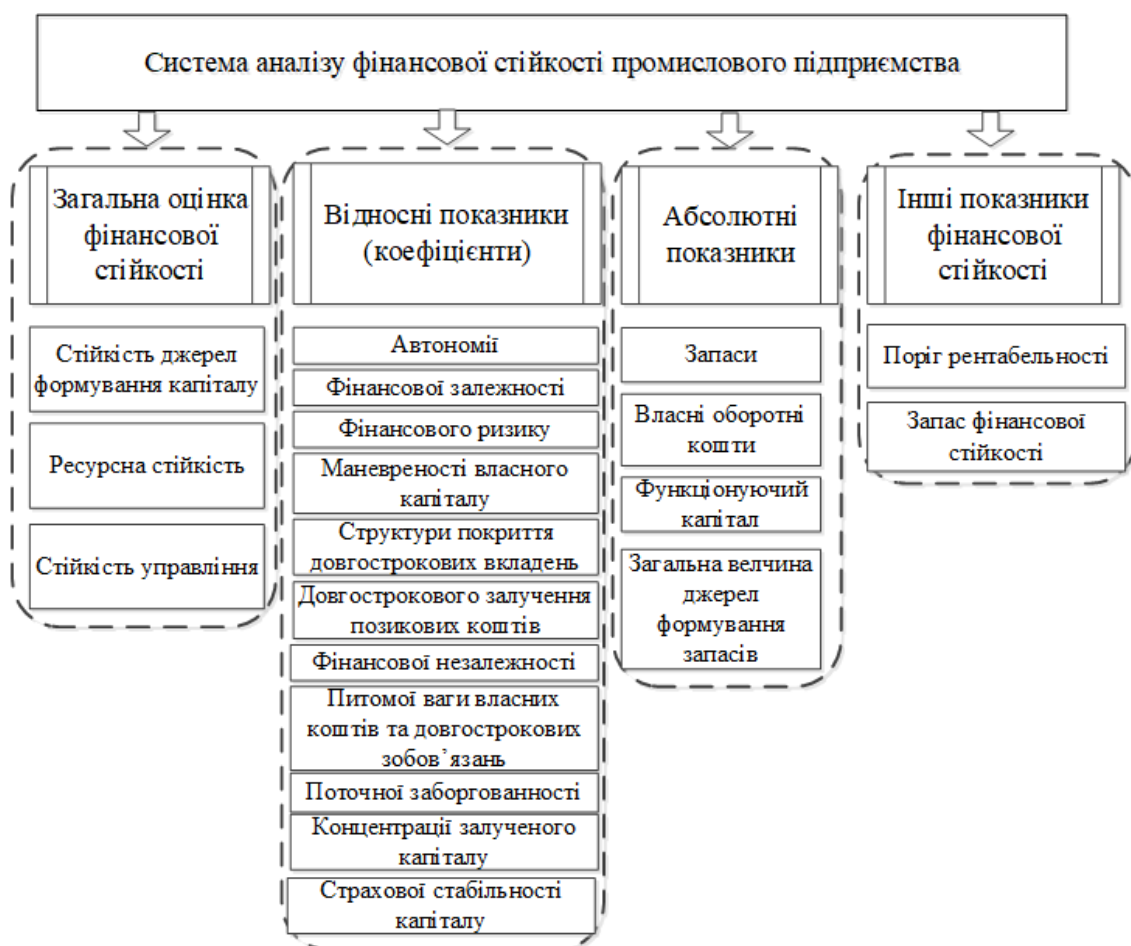 Система аналізу фінансової стійкості промислового підприємства
Загальна оцінка
фінансової
стійкості
Стійкість джерел
формування капіталу
Ресурсна стійкість
Стійкість управління
Відносні показники
(коефіцієнти)
Автономії
Фінансової залежності
Фінансового ризику
Маневреності власного
капіталу
Структури покриття
довгострокових вкладень
Довгострокового залучення
позикових коштів
Фінансової незалежності
Питомої ваги власних
коштів та довгострокових
зобов’язань
Поточної заборгованності
Концентрації залученого
капіталу
Страхової стабільності
капіталу
Абсолютні
показники
Запаси
Власні оборотні
кошти
Функціонуючий
капітал
Загальна велчина
джерел
формування
запасів
Інші показники
фінансової
стійкості
Поріг рентабельності
Запас фінансової
стійкості